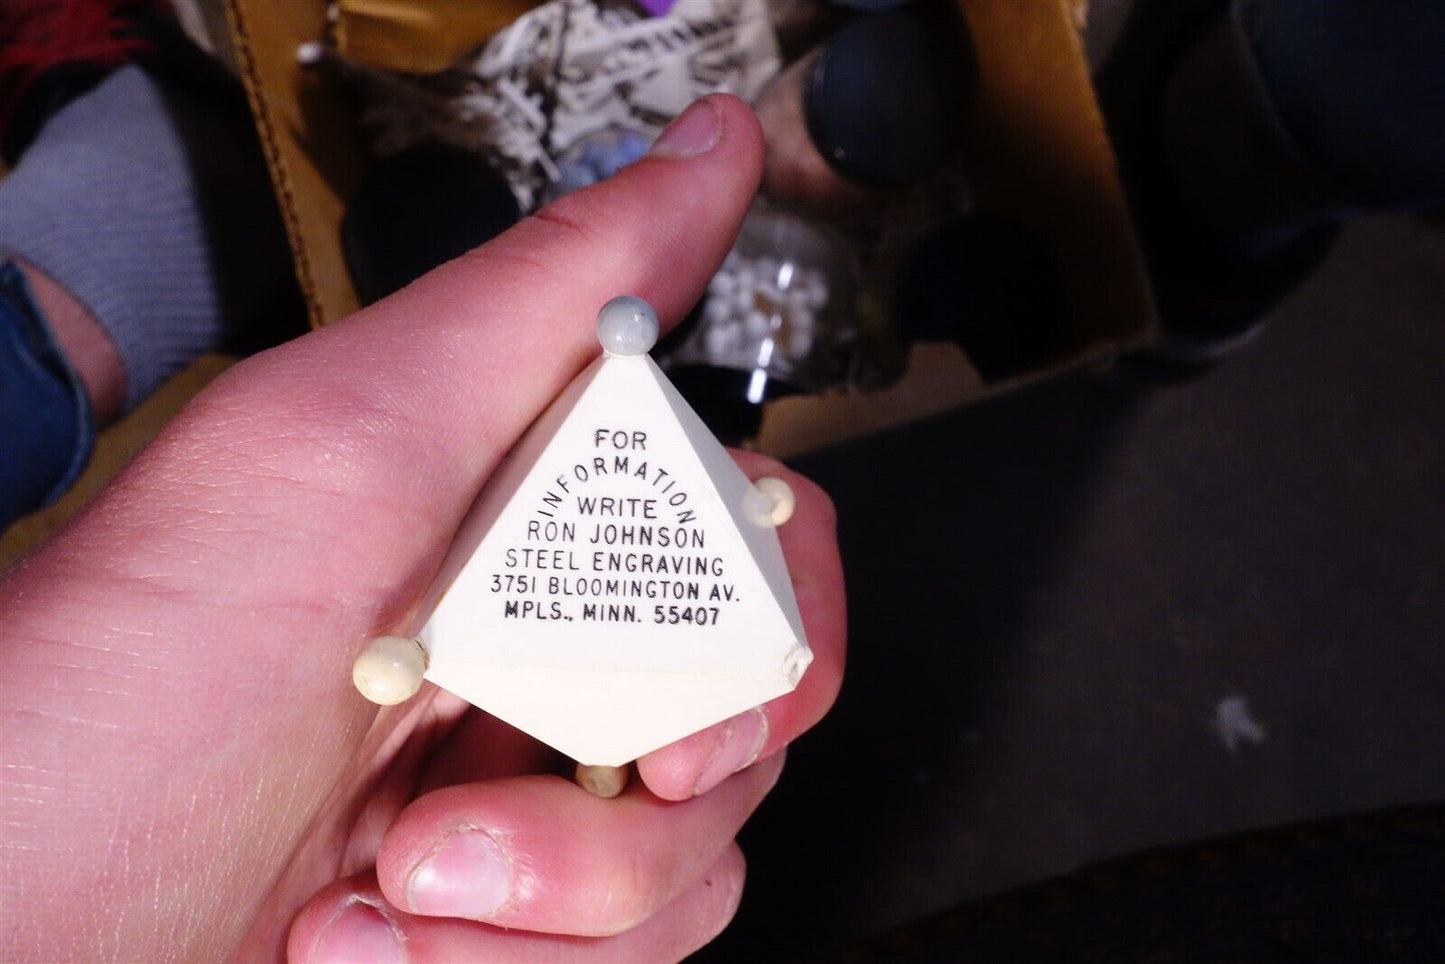 FOR
INFORMATION
WRITE
RON JOHNSON
STEEL ENGRAVING
3751 BLOOMINGTON AV.
MPLS., MINN. 55407